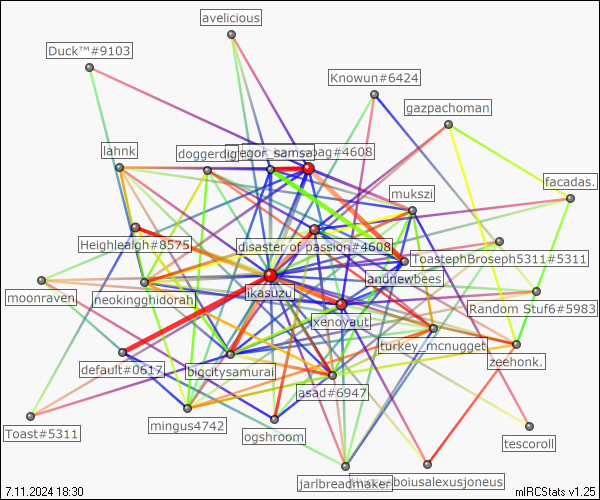 avelicious
Duck™#9103
Knowun#6424
gazpachoman
lahnk
doggerdig
egor_samsa
bag#4608
mukszi
facadas.
Heighleigh#8575
disaster of passion#4608
ToastephBroseph5311#5311
andnewbees
moonraven
neokingghidorah
ikasuzu
xenoyaut
Random Stuf6#5983
turkey_mcnugget
zeehonk.
default#0617
bigcitysamurai
asad#6947
Toast#5311
mingus4742
ogshroom
tescoroll
jarlbreadmaker
boiusalexusjoneus
7.11.2024 18:30
mIRCStats v1.25